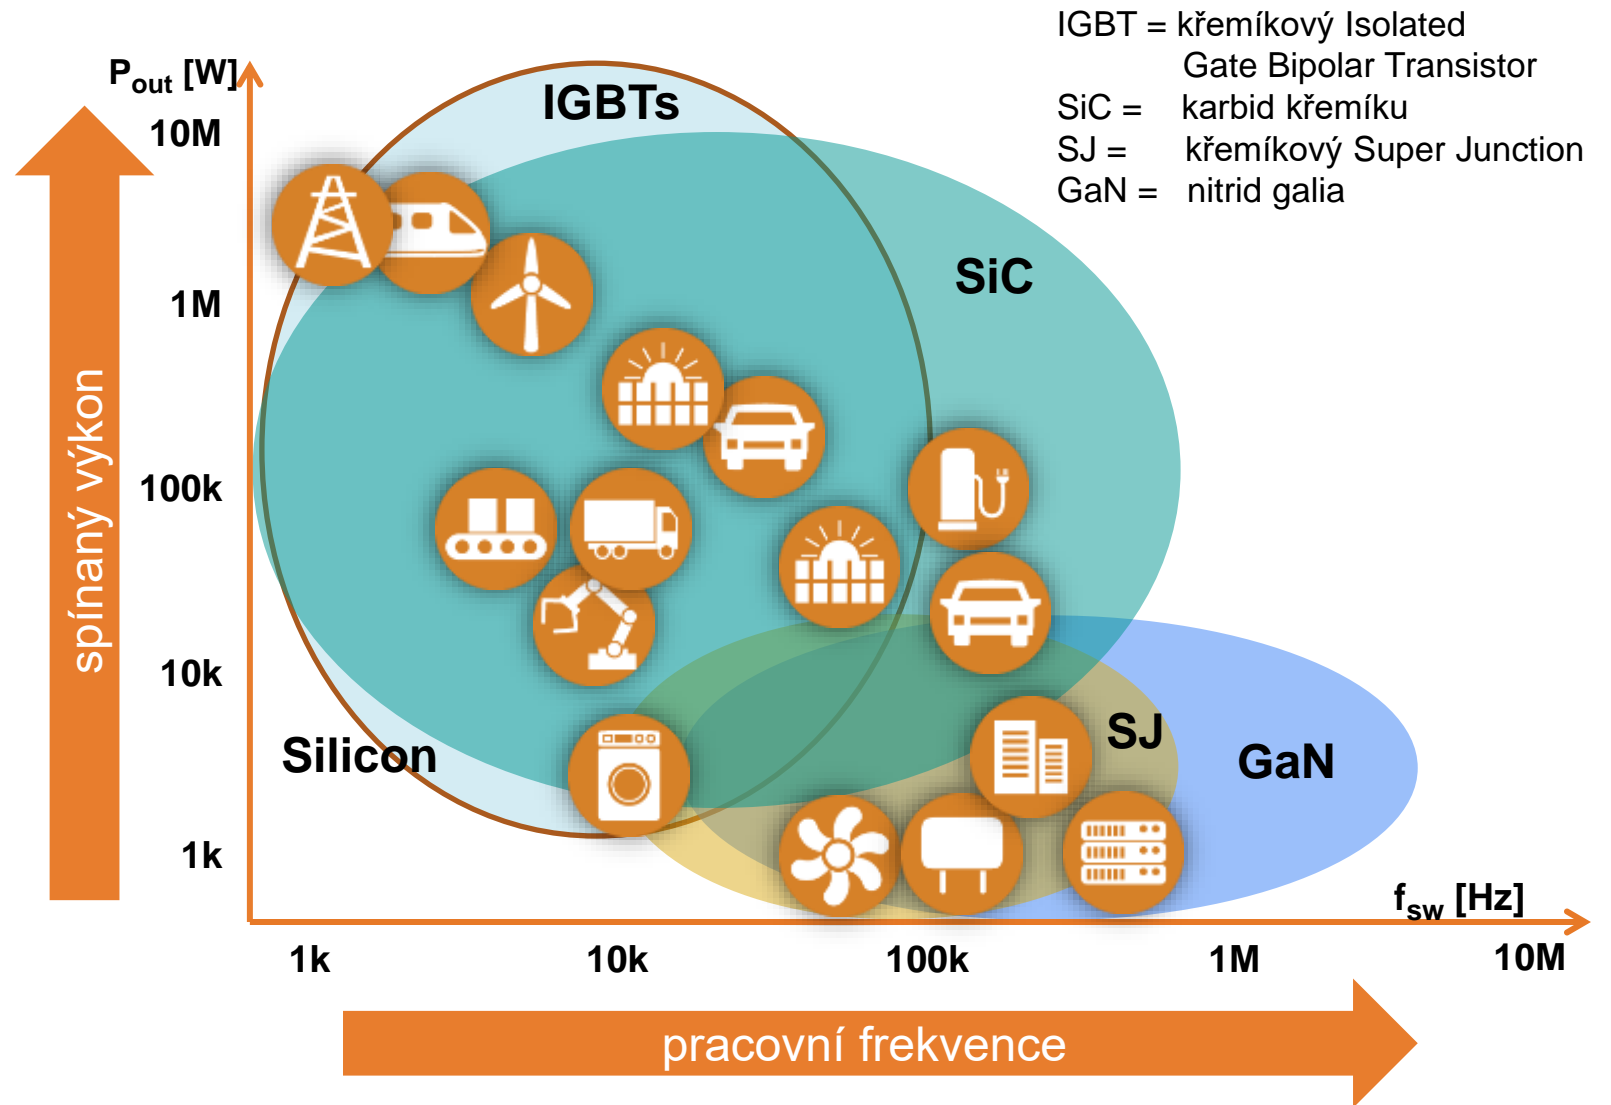 IGBT = křemíkový Isolated
Gate Bipolar Transistor
SiC = karbid křemíku
SJ = křemíkový Super Junction
GaN = nitrid galia
Pout [W]
IGBTs
10M
SiC
1M
spínaný výkon
100k
10k
SJ
Silicon
GaN
1k
fsw [Hz]
1k 10k 100k 1M 10M
pracovní frekvence